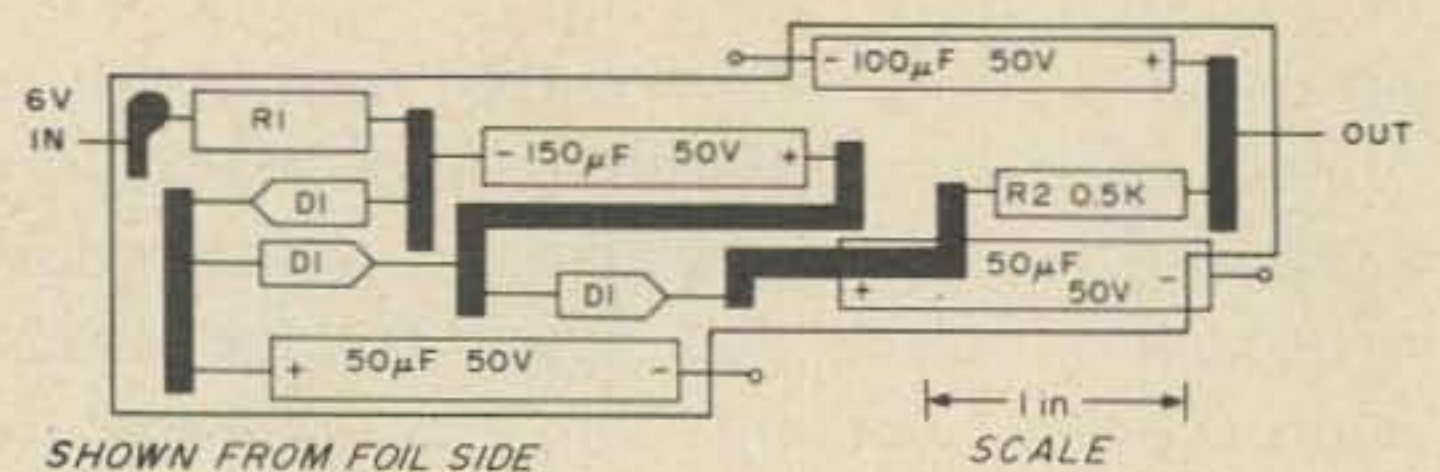 - 100µF 50V +
6V
IN
R1
- 150µF 50V +
OUT
D1
R2 0.5K
D1
D1
50µF
+ 50V -
+ 50µF 50V -
1 in
SHOWN FROM FOIL SIDE
SCALE